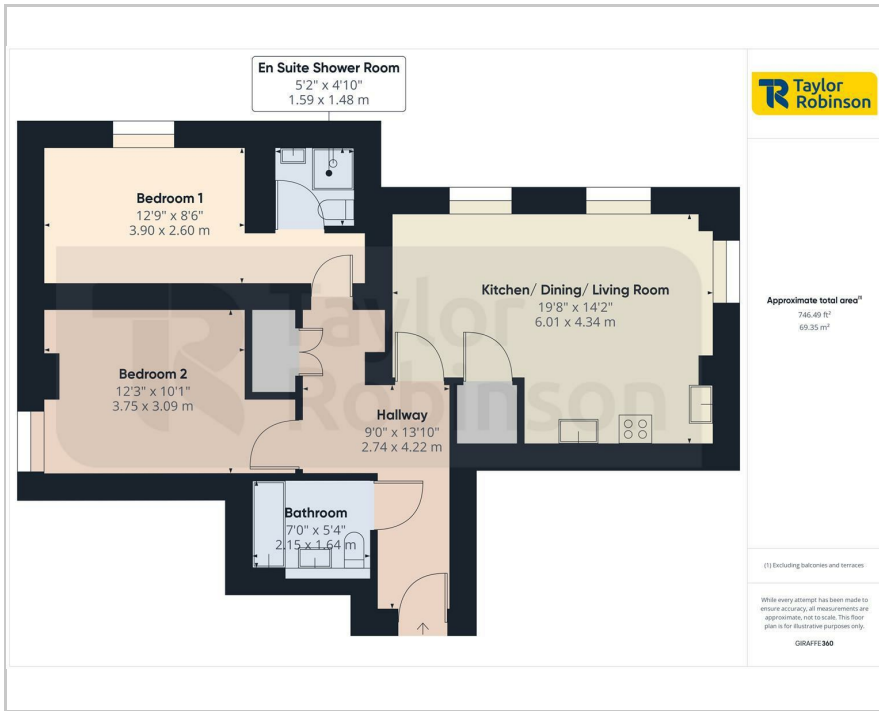 En Suite Shower Room
5'2" x 4'10"
1.59 x 1.48 m
Taylor
Robinson
Bedroom 1
12'9" x 8'6"
3.90 x 2.60 m
Kitchen/ Dining/ Living Room
19'8" x 14'2"
6.01 x 4.34 m
Approximate total area(1)
746.49 ft²
69.35 m²
Taylor
Robinson
Bedroom 2
12'3" x 10'1"
3.75 x 3.09 m
Hallway
9'0" x 13'10"
2.74 x 4.22 m
Bathroom
7'0" x 5'4"
2.15 x 1.64 m
(1) Excluding balconies and terraces
While every attempt has been made to
ensure accuracy, all measurements are
approximate, not to scale. This floor
plan is for illustrative purposes only.
GIRAFFE360